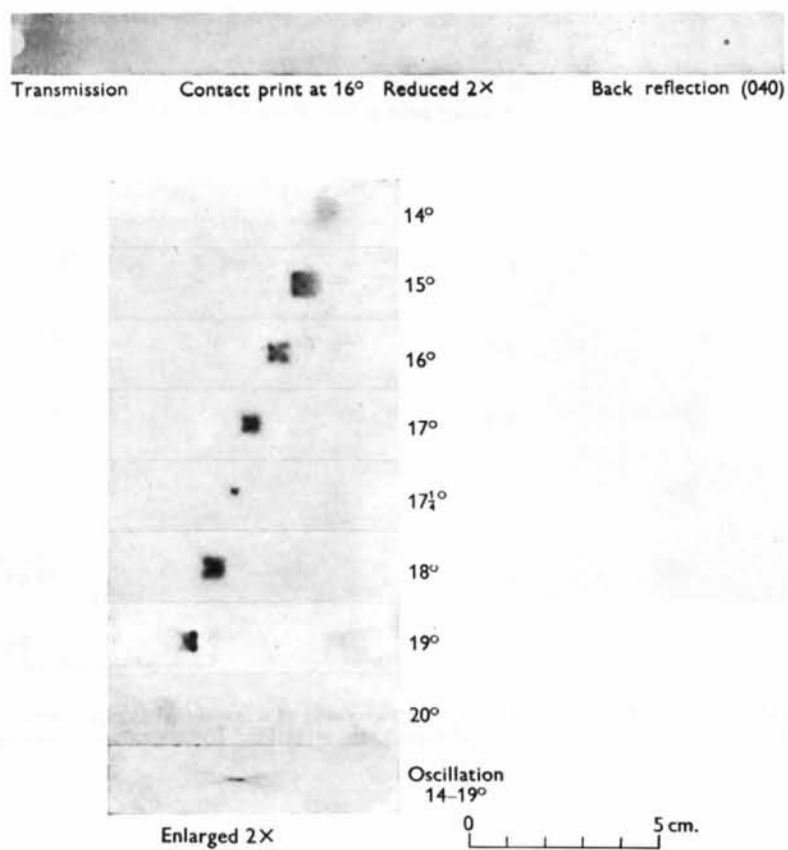 Transmission Contact print at 16° Reduced 2× Back reflection (040)
14°
15°
16°
17°
17¼°
18°
19°
20°
Oscillation
14–19°
Enlarged 2×
0 5 cm.